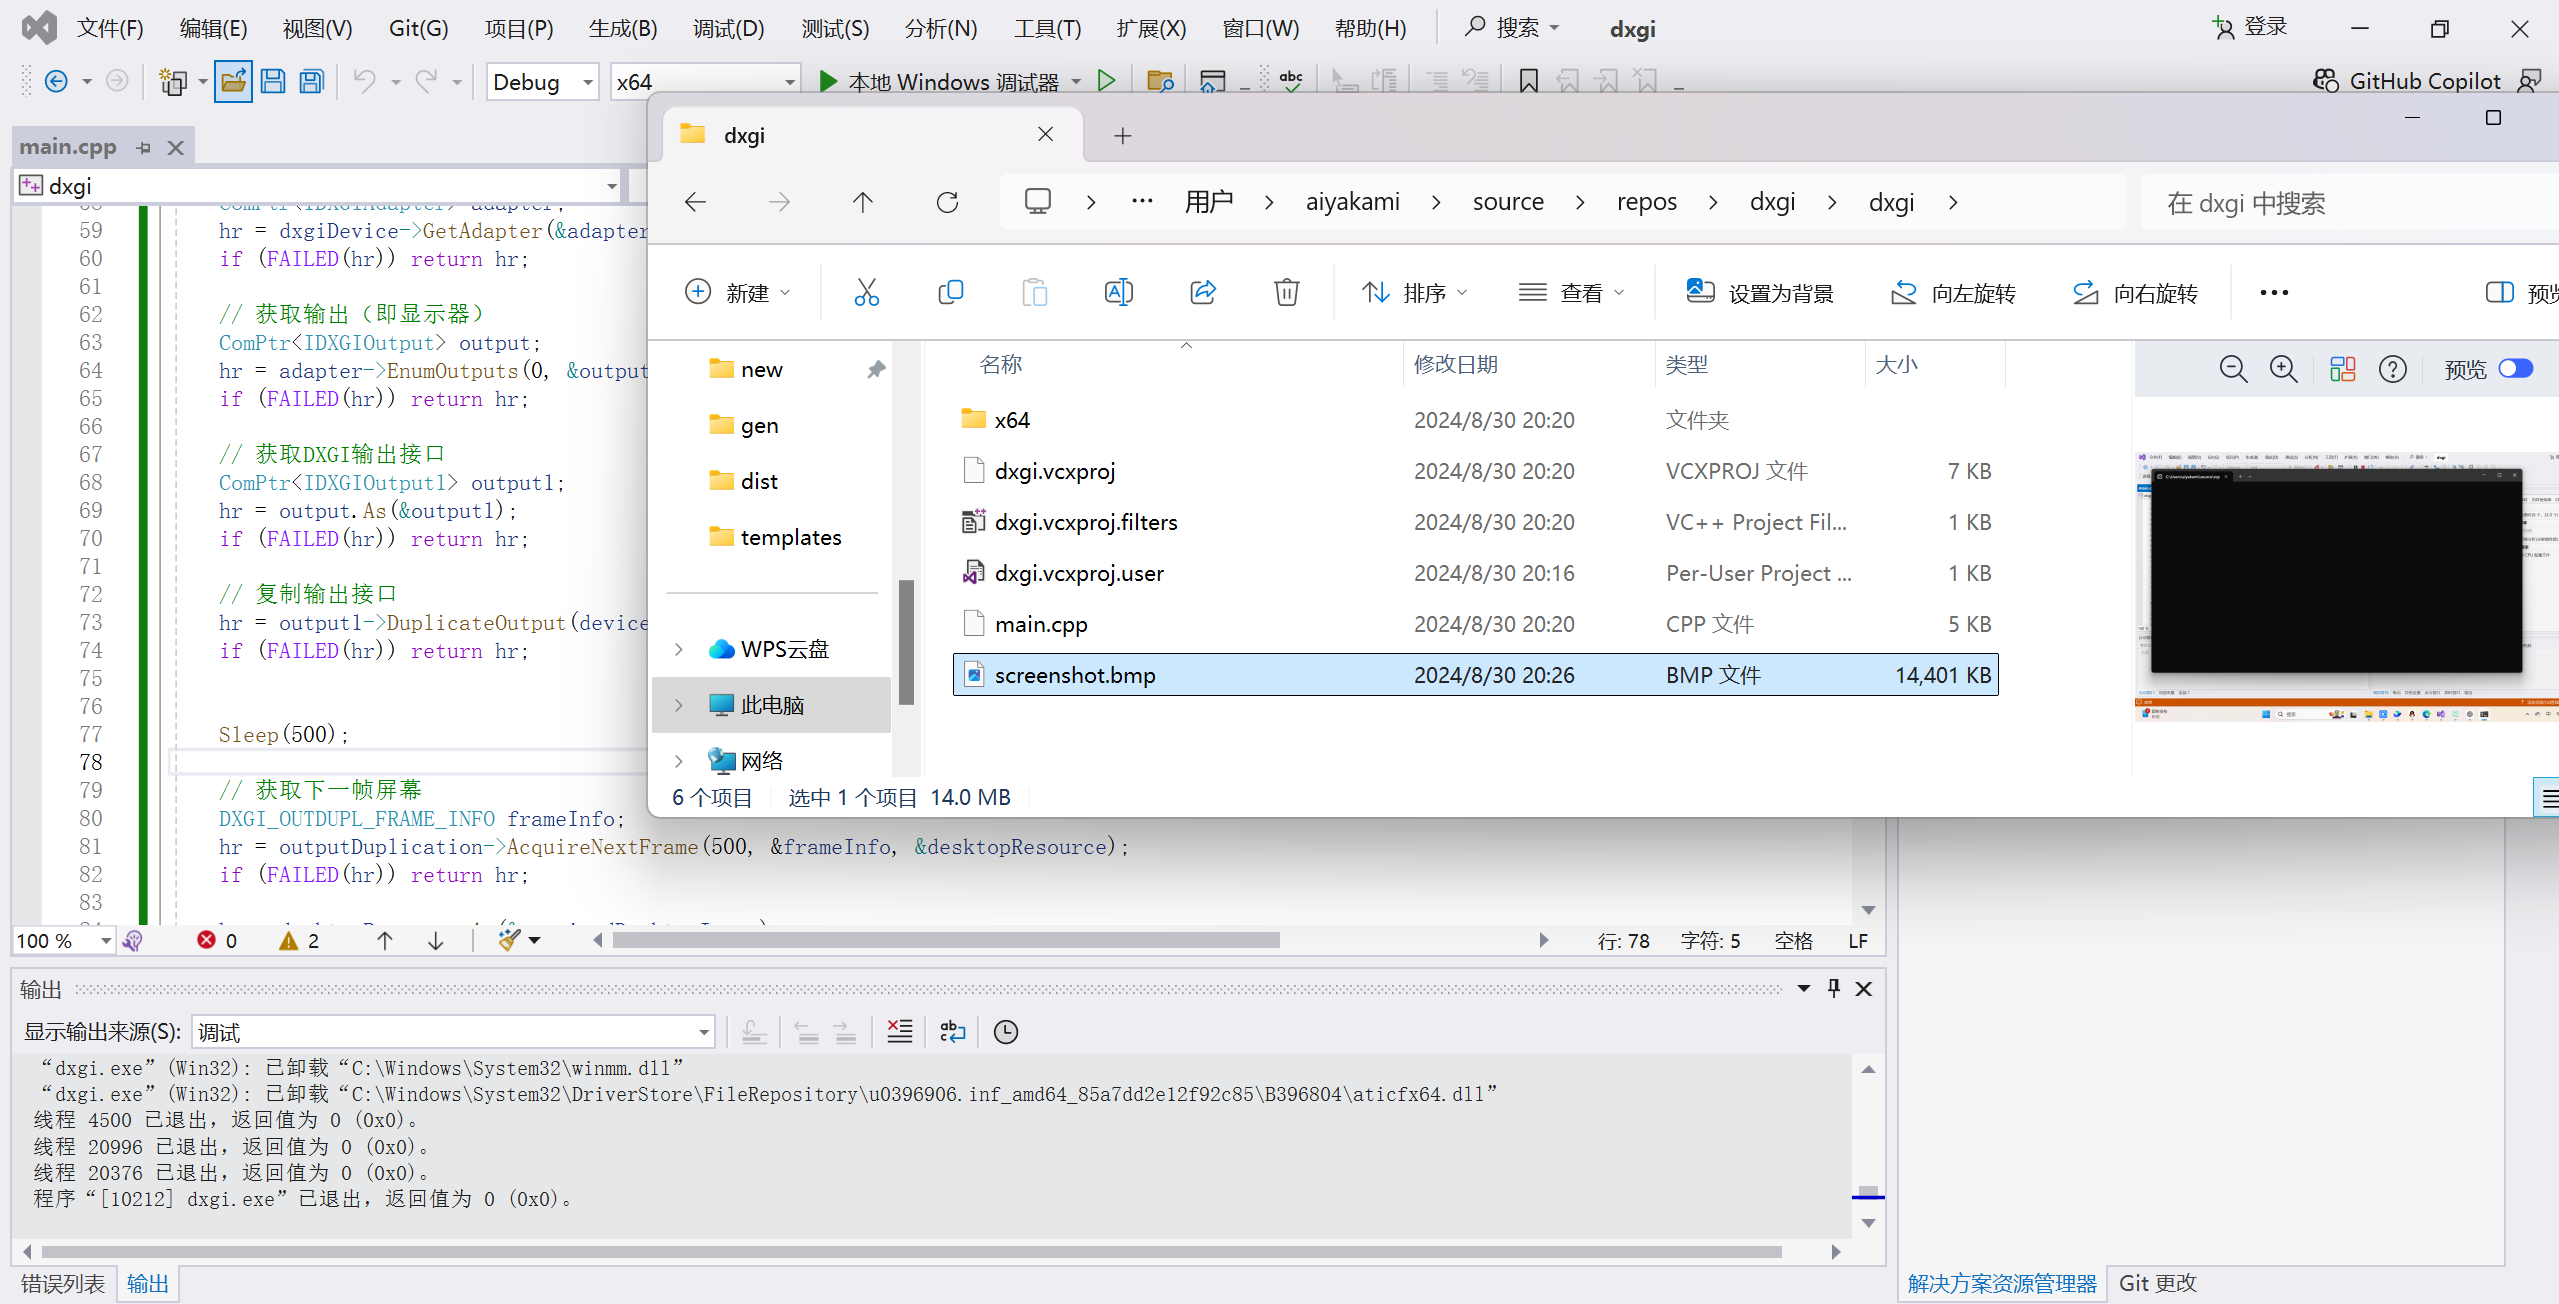 文件(F) 编辑(E) 视图(V) Git(G) 项目(P) 生成(B) 调试(D) 测试(S) 分析(N) 工具(T) 扩展(X) 窗口(W) 帮助(H) 搜索 dxgi 登录
Debug x64 本地 Windows 调试器 abc GitHub Copilot
main.cpp
dxgi
59 hr = dxgiDevice->GetAdapter(&adapter
60 if (FAILED(hr)) return hr;
61
62 // 获取输出（即显示器）
63 ComPtr<IDXGIOutput> output;
64 hr = adapter->EnumOutputs(0, &output
65 if (FAILED(hr)) return hr;
66
67 // 获取DXGI输出接口
68 ComPtr<IDXGIOutput1> output1;
69 hr = output.As(&output1);
70 if (FAILED(hr)) return hr;
71
72 // 复制输出接口
73 hr = output1->DuplicateOutput(device
74 if (FAILED(hr)) return hr;
75
76
77 Sleep(500);
78
79 // 获取下一帧屏幕
80 DXGI_OUTDUPL_FRAME_INFO frameInfo;
81 hr = outputDuplication->AcquireNextFrame(500, &frameInfo, &desktopResource);
82 if (FAILED(hr)) return hr;
83
100 % 0 2 行: 78 字符: 5 空格 LF
dxgi
… 用户 aiyakami source repos dxgi dxgi 在 dxgi 中搜索
新建 排序 查看 设置为背景 向左旋转 向右旋转 ••• 预览
new
gen
dist
templates
WPS云盘
此电脑
网络
名称 修改日期 类型 大小
x64 2024/8/30 20:20 文件夹
dxgi.vcxproj 2024/8/30 20:20 VCXPROJ 文件 7 KB
dxgi.vcxproj.filters 2024/8/30 20:20 VC++ Project Fil... 1 KB
dxgi.vcxproj.user 2024/8/30 20:16 Per-User Project ... 1 KB
main.cpp 2024/8/30 20:20 CPP 文件 5 KB
screenshot.bmp 2024/8/30 20:26 BMP 文件 14,401 KB
预览
6 个项目 选中 1 个项目 14.0 MB
输出
显示输出来源(S): 调试
“dxgi.exe”(Win32): 已卸载“C:\Windows\System32\winmm.dll”
“dxgi.exe”(Win32): 已卸载“C:\Windows\System32\DriverStore\FileRepository\u0396906.inf_amd64_85a7dd2e12f92c85\B396804\aticfx64.dll”
线程 4500 已退出，返回值为 0 (0x0)。
线程 20996 已退出，返回值为 0 (0x0)。
线程 20376 已退出，返回值为 0 (0x0)。
程序“[10212] dxgi.exe”已退出，返回值为 0 (0x0)。
错误列表 输出
解决方案资源管理器 Git 更改